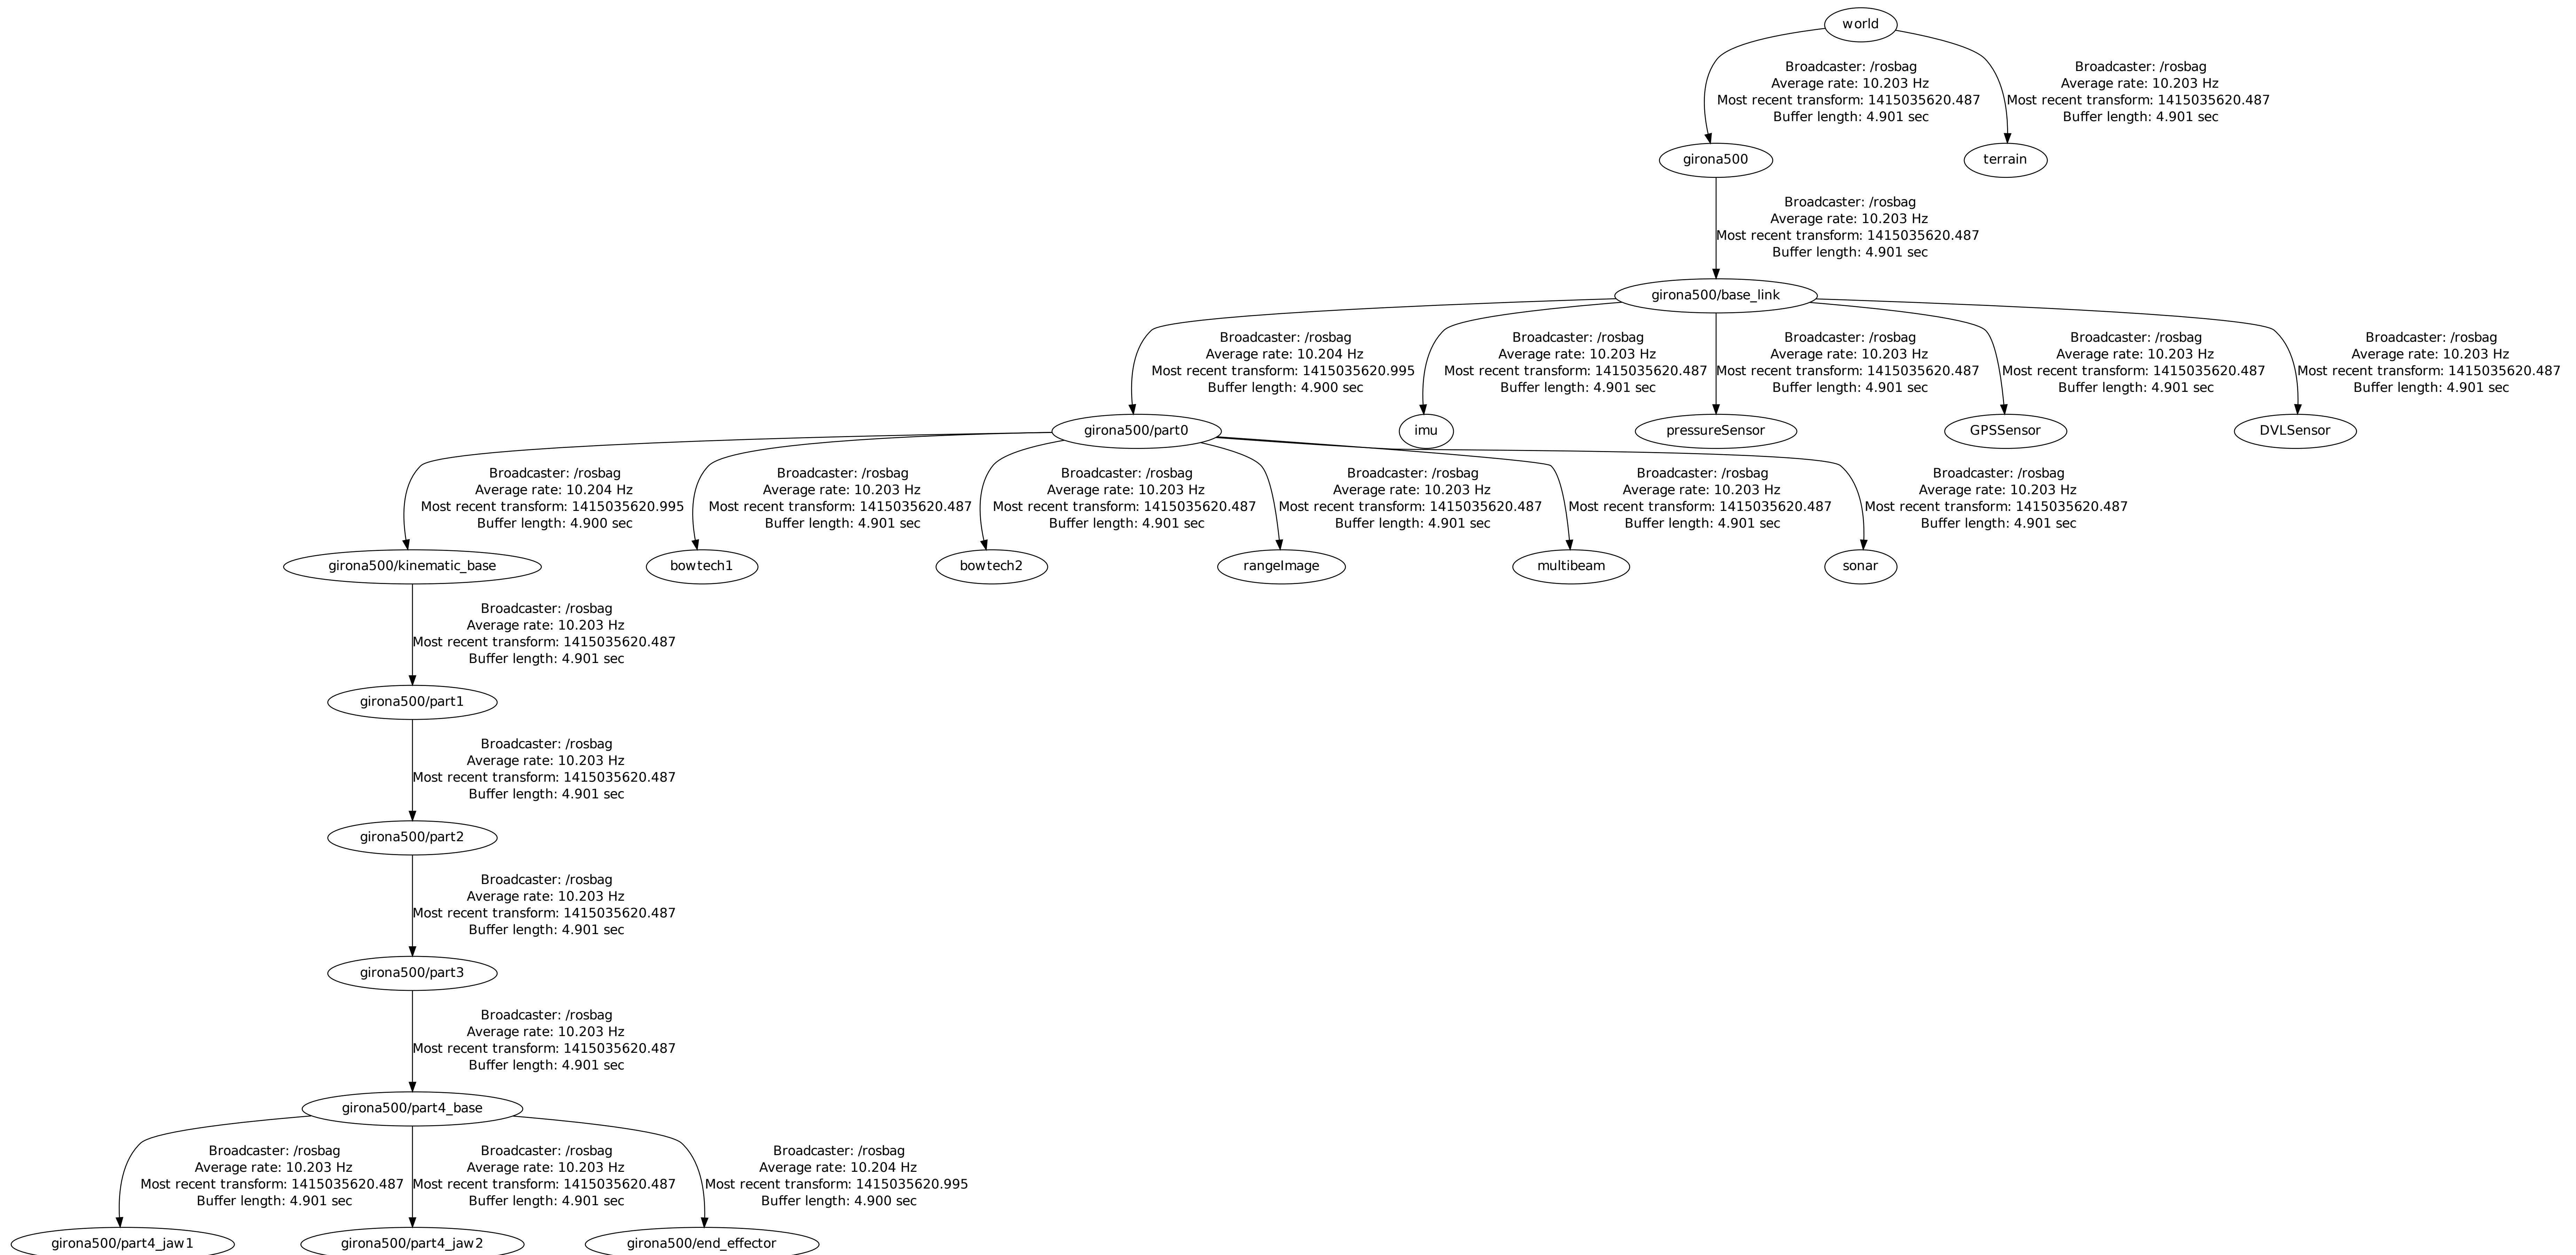 world
Broadcaster: /rosbag
Average rate: 10.203 Hz
Most recent transform: 1415035620.487
Buffer length: 4.901 sec
Broadcaster: /rosbag
Average rate: 10.203 Hz
Most recent transform: 1415035620.487
Buffer length: 4.901 sec
girona500
terrain
Broadcaster: /rosbag
Average rate: 10.203 Hz
Most recent transform: 1415035620.487
Buffer length: 4.901 sec
girona500/base_link
Broadcaster: /rosbag
Average rate: 10.204 Hz
Most recent transform: 1415035620.995
Buffer length: 4.900 sec
Broadcaster: /rosbag
Average rate: 10.203 Hz
Most recent transform: 1415035620.487
Buffer length: 4.901 sec
Broadcaster: /rosbag
Average rate: 10.203 Hz
Most recent transform: 1415035620.487
Buffer length: 4.901 sec
Broadcaster: /rosbag
Average rate: 10.203 Hz
Most recent transform: 1415035620.487
Buffer length: 4.901 sec
Broadcaster: /rosbag
Average rate: 10.203 Hz
Most recent transform: 1415035620.487
Buffer length: 4.901 sec
girona500/part0
imu
pressureSensor
GPSSensor
DVLSensor
Broadcaster: /rosbag
Average rate: 10.204 Hz
Most recent transform: 1415035620.995
Buffer length: 4.900 sec
Broadcaster: /rosbag
Average rate: 10.203 Hz
Most recent transform: 1415035620.487
Buffer length: 4.901 sec
Broadcaster: /rosbag
Average rate: 10.203 Hz
Most recent transform: 1415035620.487
Buffer length: 4.901 sec
Broadcaster: /rosbag
Average rate: 10.203 Hz
Most recent transform: 1415035620.487
Buffer length: 4.901 sec
Broadcaster: /rosbag
Average rate: 10.203 Hz
Most recent transform: 1415035620.487
Buffer length: 4.901 sec
Broadcaster: /rosbag
Average rate: 10.203 Hz
Most recent transform: 1415035620.487
Buffer length: 4.901 sec
girona500/kinematic_base
bowtech1
bowtech2
rangeImage
multibeam
sonar
Broadcaster: /rosbag
Average rate: 10.203 Hz
Most recent transform: 1415035620.487
Buffer length: 4.901 sec
girona500/part1
Broadcaster: /rosbag
Average rate: 10.203 Hz
Most recent transform: 1415035620.487
Buffer length: 4.901 sec
girona500/part2
Broadcaster: /rosbag
Average rate: 10.203 Hz
Most recent transform: 1415035620.487
Buffer length: 4.901 sec
girona500/part3
Broadcaster: /rosbag
Average rate: 10.203 Hz
Most recent transform: 1415035620.487
Buffer length: 4.901 sec
girona500/part4_base
Broadcaster: /rosbag
Average rate: 10.203 Hz
Most recent transform: 1415035620.487
Buffer length: 4.901 sec
Broadcaster: /rosbag
Average rate: 10.203 Hz
Most recent transform: 1415035620.487
Buffer length: 4.901 sec
Broadcaster: /rosbag
Average rate: 10.204 Hz
Most recent transform: 1415035620.995
Buffer length: 4.900 sec
girona500/part4_jaw1
girona500/part4_jaw2
girona500/end_effector